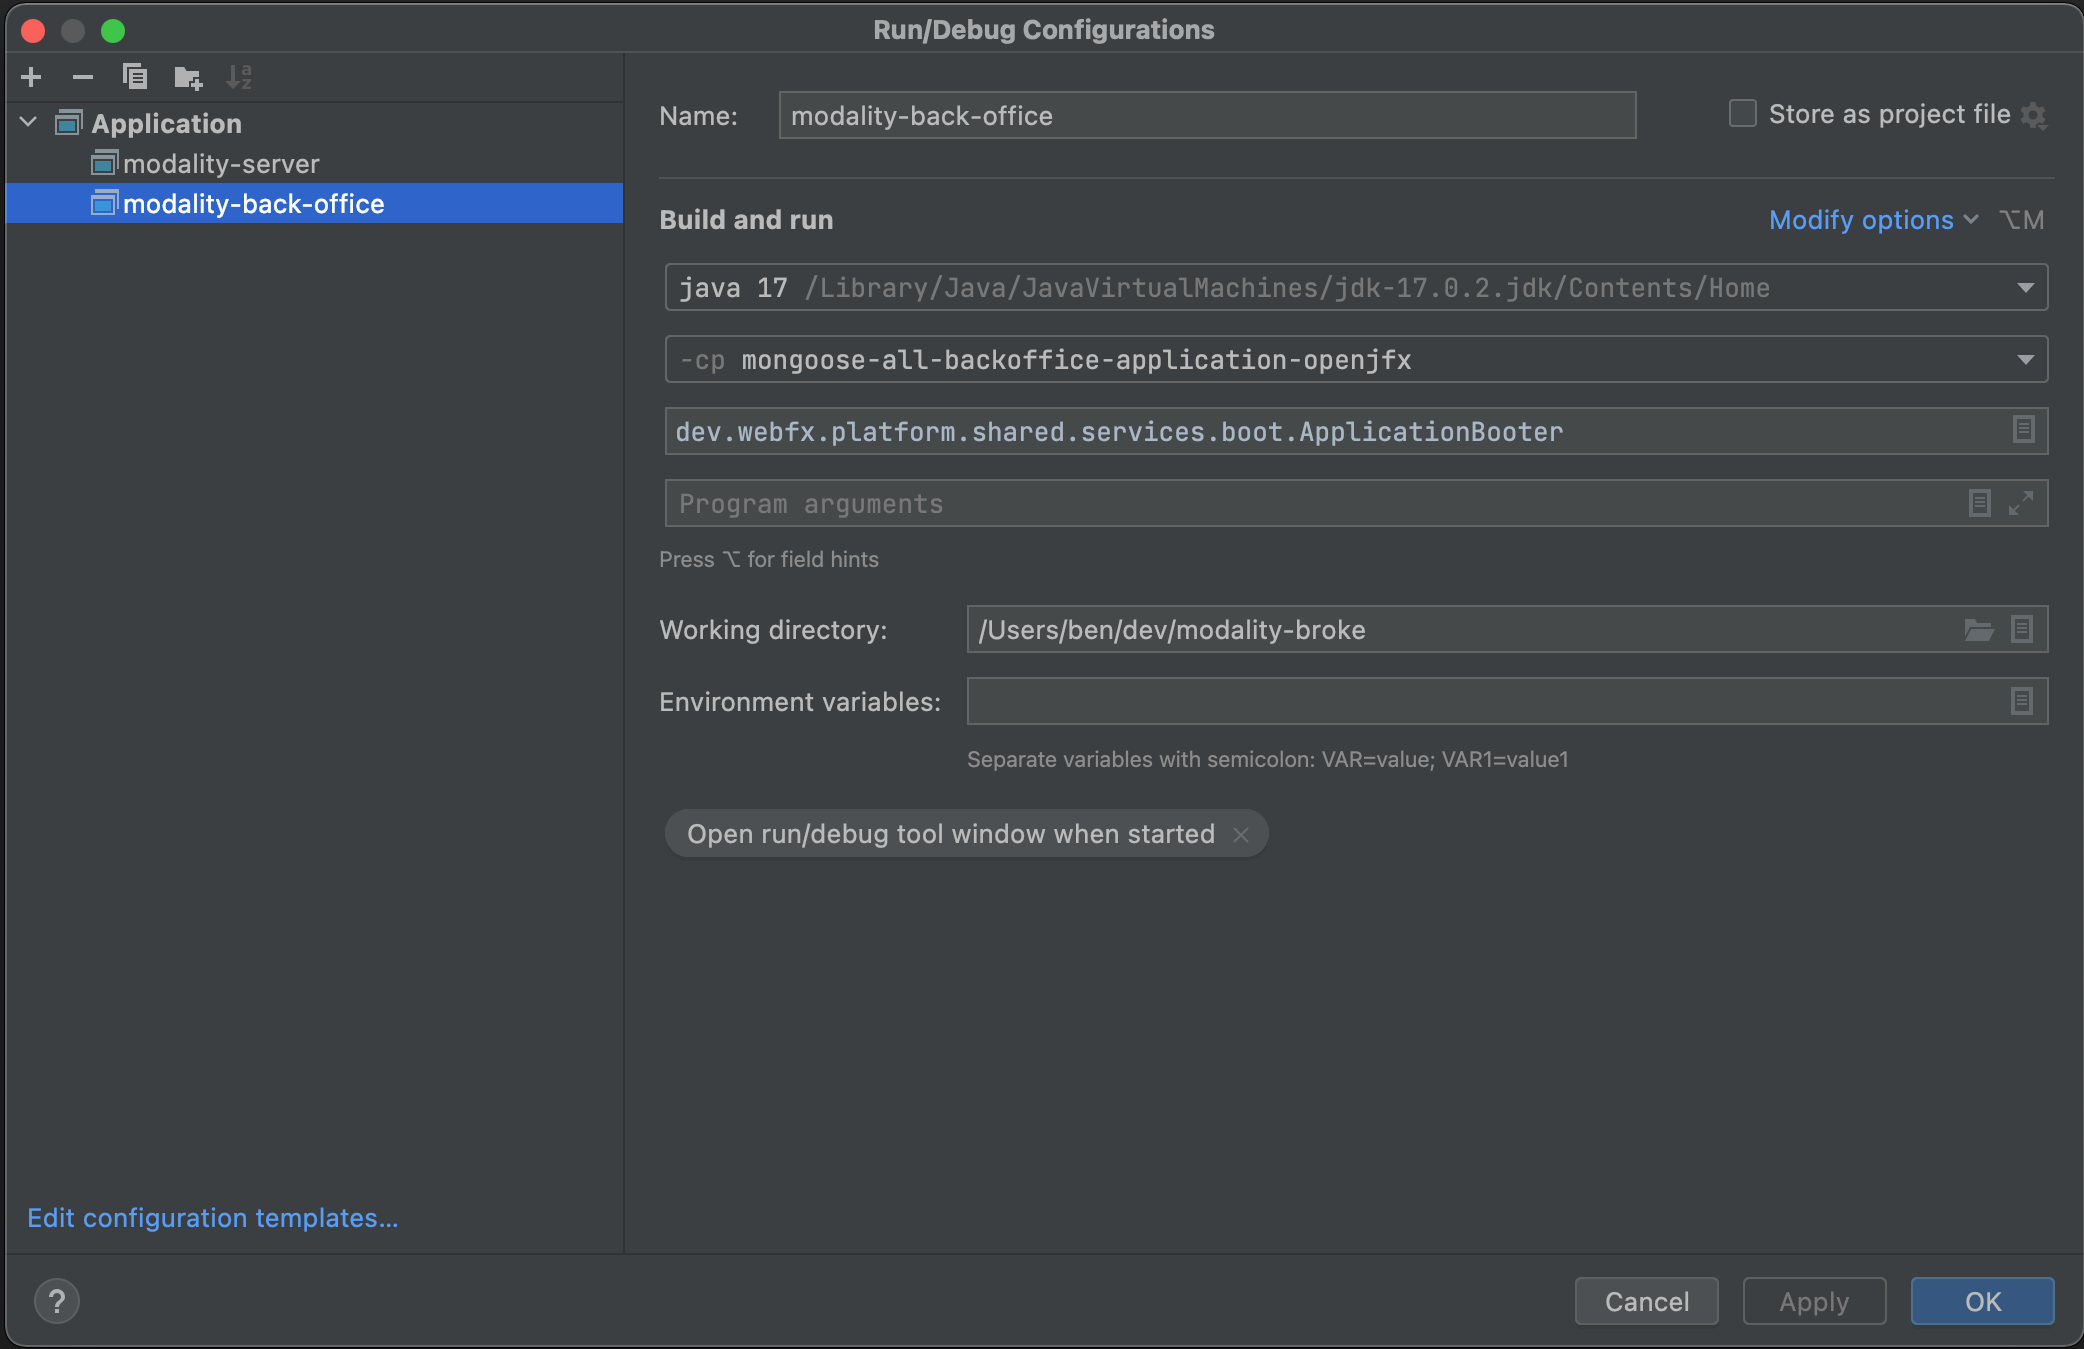 Run/Debug Configurations
Application
modality-server
modality-back-office
Edit configuration templates...
Name: modality-back-office
Store as project file
Build and run
Modify options ⌥M
java 17 /Library/Java/JavaVirtualMachines/jdk-17.0.2.jdk/Contents/Home
-cp mongoose-all-backoffice-application-openjfx
dev.webfx.platform.shared.services.boot.ApplicationBooter
Program arguments
Press ⌥ for field hints
Working directory: /Users/ben/dev/modality-broke
Environment variables:
Separate variables with semicolon: VAR=value; VAR1=value1
Open run/debug tool window when started ×
?
Cancel
Apply
OK